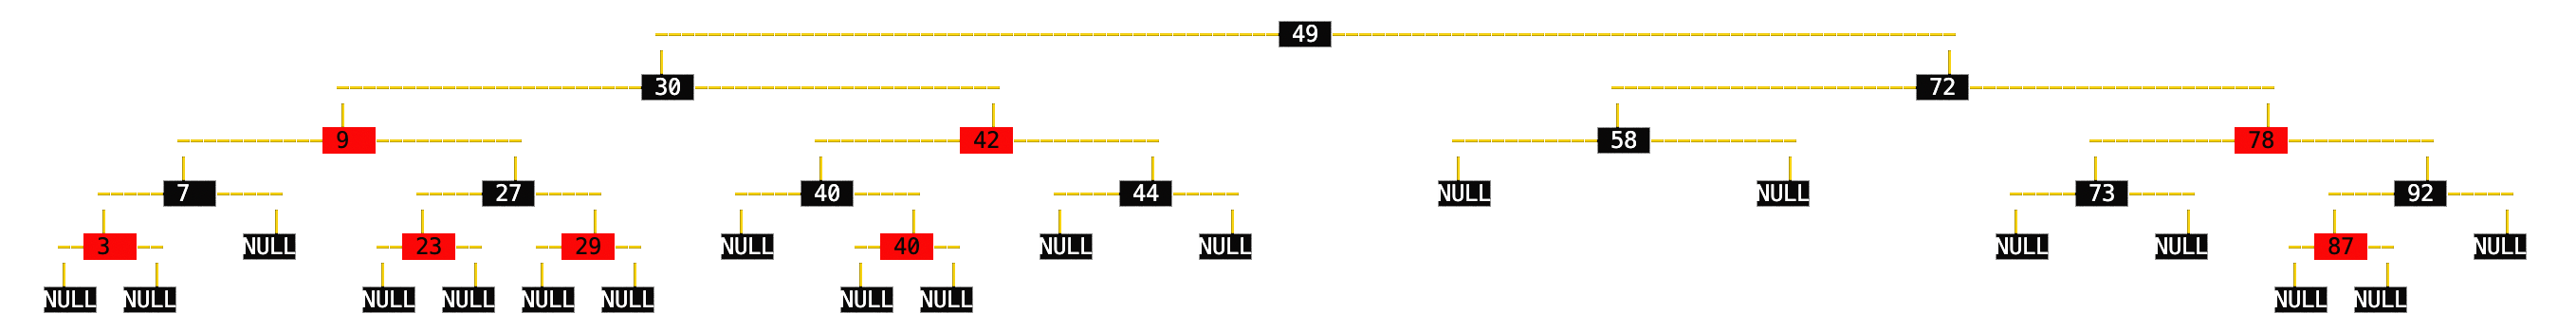 49
30 72
9 42 58 78
7 27 40 44 NULL NULL 73 92
3 NULL 23 29 NULL 40 NULL NULL NULL NULL 87 NULL
NULL NULL NULL NULL NULL NULL NULL NULL NULL NULL